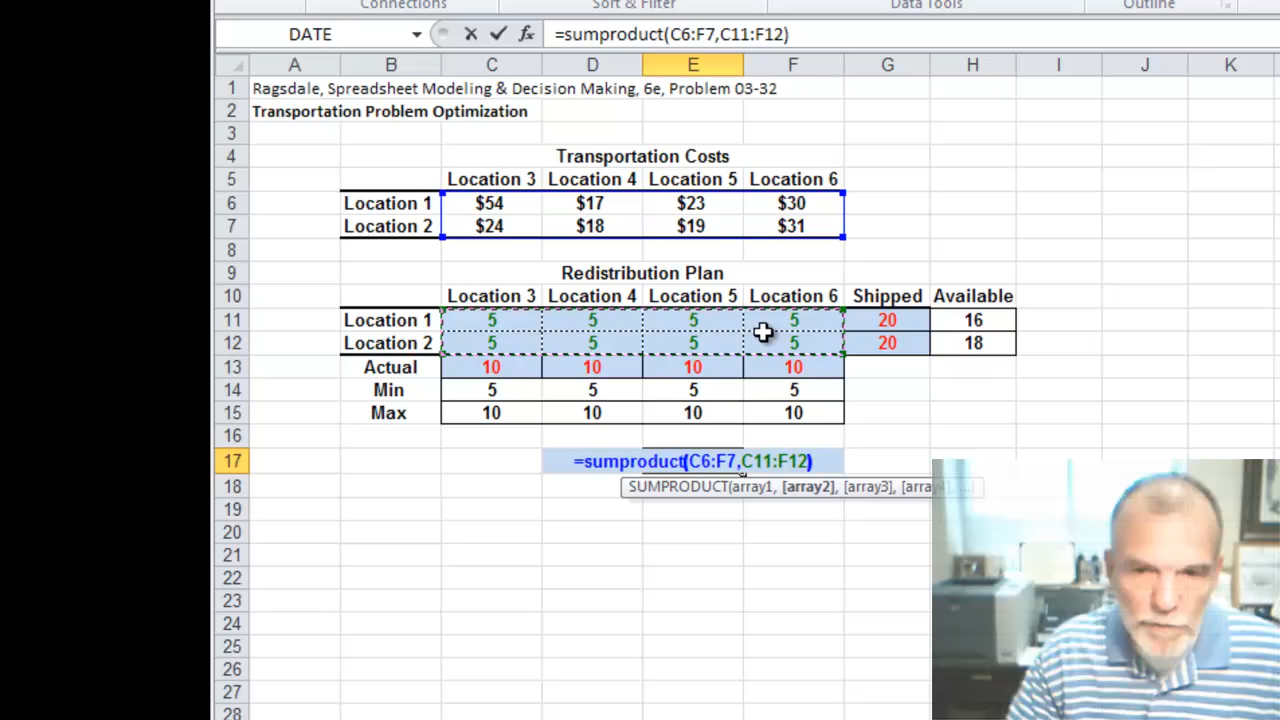 Connections Sort & Filter Data Tools Outline
DATE =sumproduct(C6:F7,C11:F12)
A B C D E F G H I J K
1 Ragsdale, Spreadsheet Modeling & Decision Making, 6e, Problem 03-32
2 Transportation Problem Optimization
3
4 Transportation Costs
5 Location 3 Location 4 Location 5 Location 6
6 Location 1 $54 $17 $23 $30
7 Location 2 $24 $18 $19 $31
8
9 Redistribution Plan
10 Location 3 Location 4 Location 5 Location 6 Shipped Available
11 Location 1 5 5 5 5 20 16
12 Location 2 5 5 5 5 20 18
13 Actual 10 10 10 10
14 Min 5 5 5 5
15 Max 10 10 10 10
16
17 =sumproduct(C6:F7,C11:F12)
18 SUMPRODUCT(array1, [array2], [array3], [array4], ...)
19
20
21
22
23
24
25
26
27
28